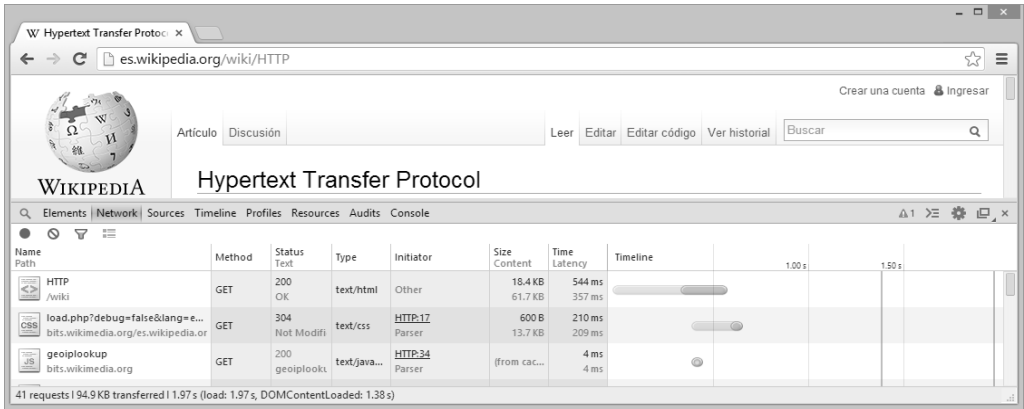 W Hypertext Transfer Protoc ×
es.wikipedia.org/wiki/HTTP
Crear una cuenta Ingresar
Artículo Discusión Leer Editar Editar código Ver historial Buscar
WIKIPEDIA
Hypertext Transfer Protocol
Elements Network Sources Timeline Profiles Resources Audits Console 1
Name Method Status Type Initiator Size Time Timeline
Path Text Content Latency 1.00 s 1.50 s
HTTP 200 18.4 KB 544 ms
/wiki GET OK text/html Other 61.7 KB 357 ms
CSS load.php?debug=false&lang=e... GET 304 text/css HTTP:17 600 B 210 ms
bits.wikimedia.org/es.wikipedia.or Not Modifi Parser 13.7 KB 209 ms
JS geoiplookup GET 200 text/java... HTTP:34 (from cac... 4 ms
bits.wikimedia.org geoiplooku Parser 4 ms
41 requests | 94.9 KB transferred | 1.97 s (load: 1.97 s, DOMContentLoaded: 1.38 s)